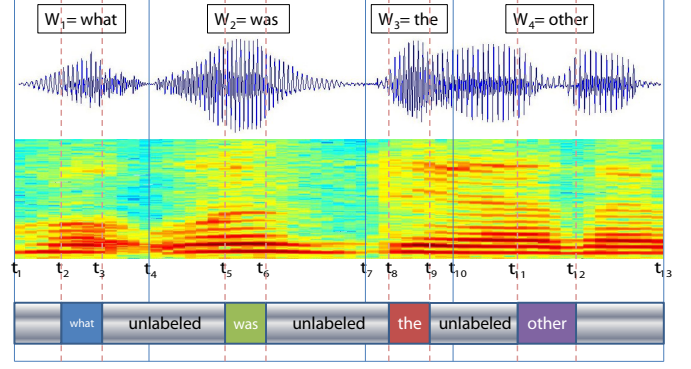 W₁= what W₂= was W₃= the W₄= other
t₁ t₂ t₃ t₄ t₅ t₆ t₇ t₈ t₉ t₁₀ t₁₁ t₁₂ t₁₃
what unlabeled was unlabeled the unlabeled other